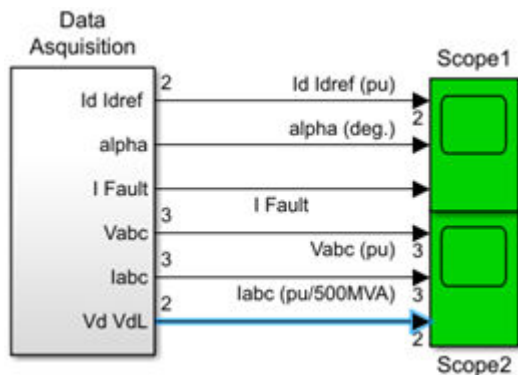 Data
Asquisition
Scope1
Id Idref
2
Id Idref (pu)
2
alpha
alpha (deg.)
I Fault
I Fault
Vabc
3
Vabc (pu)
3
Iabc
3
Iabc (pu/500MVA)
3
Vd VdL
2
2
Scope2